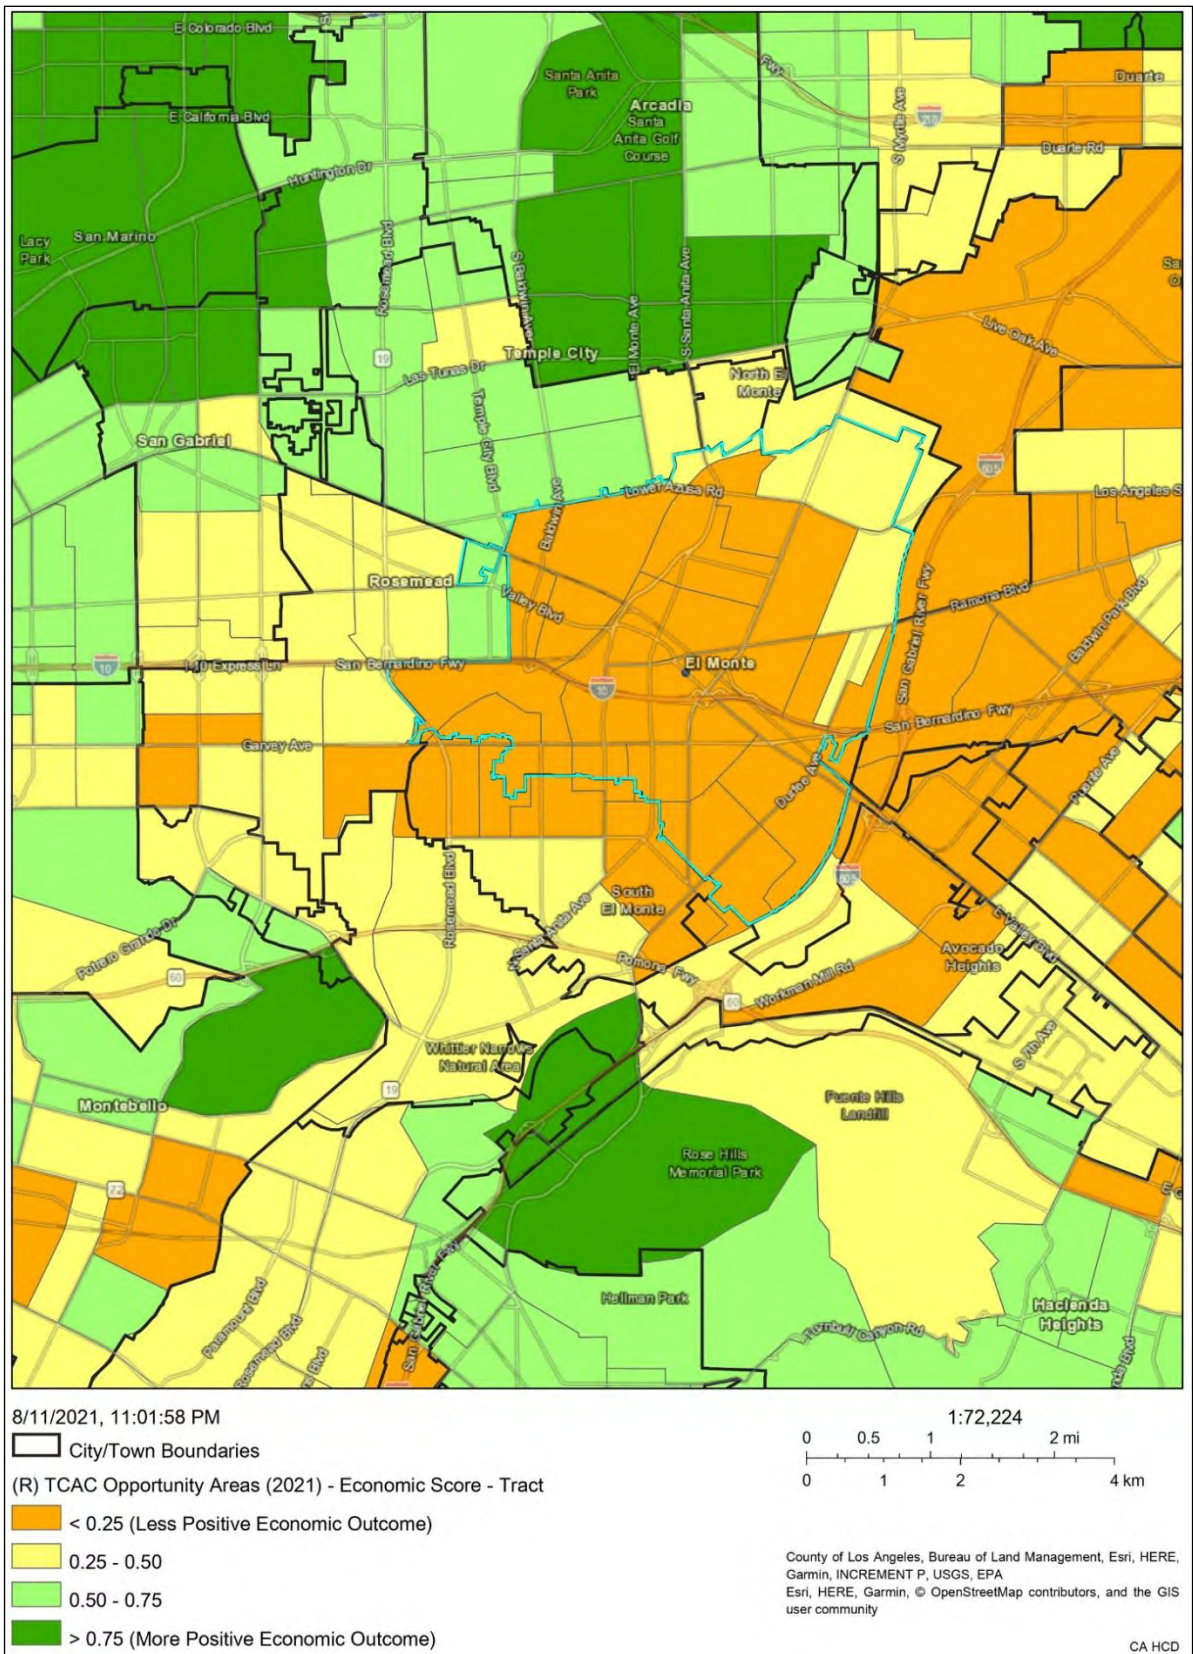 E Colorado Blvd
Santa Anita
Park
Arcadia
Santa
Anita Golf
Course
Fwy
Duarte
E California Blvd
S Myrtle Ave
210
Duarte Rd
Huntington Dr
Lacy
Park
San Marino
Rosemead Blvd
S Baldwin Ave
El Monte Ave
S Santa Anita Ave
Live Oak Ave
19
Las Tunas Dr
Temple City
North El
Monte
San Gabriel
Temple City Blvd
Baldwin Ave
Lower Azusa Rd
605
Los Angeles S
Rosemead
Valley Blvd
Ramona Blvd
Baldwin Park Blvd
San Gabriel River Fwy
10
I-10 Express Ln
San Bernardino Fwy
El Monte
10
San Bernardino Fwy
Garvey Ave
Durfee Ave
Puente Ave
Rosemead Blvd
605
South
El Monte
N Santa Anita Ave
E Valley Blvd
Avocado
Heights
Potrero Grande Dr
60
Pomona Fwy
60
Workman Mill Rd
S 7th Ave
Whittier Narrows
Natural Area
19
Montebello
Puente Hills
Landfill
Rose Hills
Memorial Park
72
San Gabriel River Fwy
Paramount Blvd
Rosemead Blvd
Hellman Park
Turnbull Canyon Rd
Hacienda
Heights
8/11/2021, 11:01:58 PM
City/Town Boundaries
(R) TCAC Opportunity Areas (2021) - Economic Score - Tract
< 0.25 (Less Positive Economic Outcome)
0.25 - 0.50
0.50 - 0.75
> 0.75 (More Positive Economic Outcome)
1:72,224
0 0.5 1 2 mi
0 1 2 4 km
County of Los Angeles, Bureau of Land Management, Esri, HERE,
Garmin, INCREMENT P, USGS, EPA
Esri, HERE, Garmin, © OpenStreetMap contributors, and the GIS
user community
CA HCD